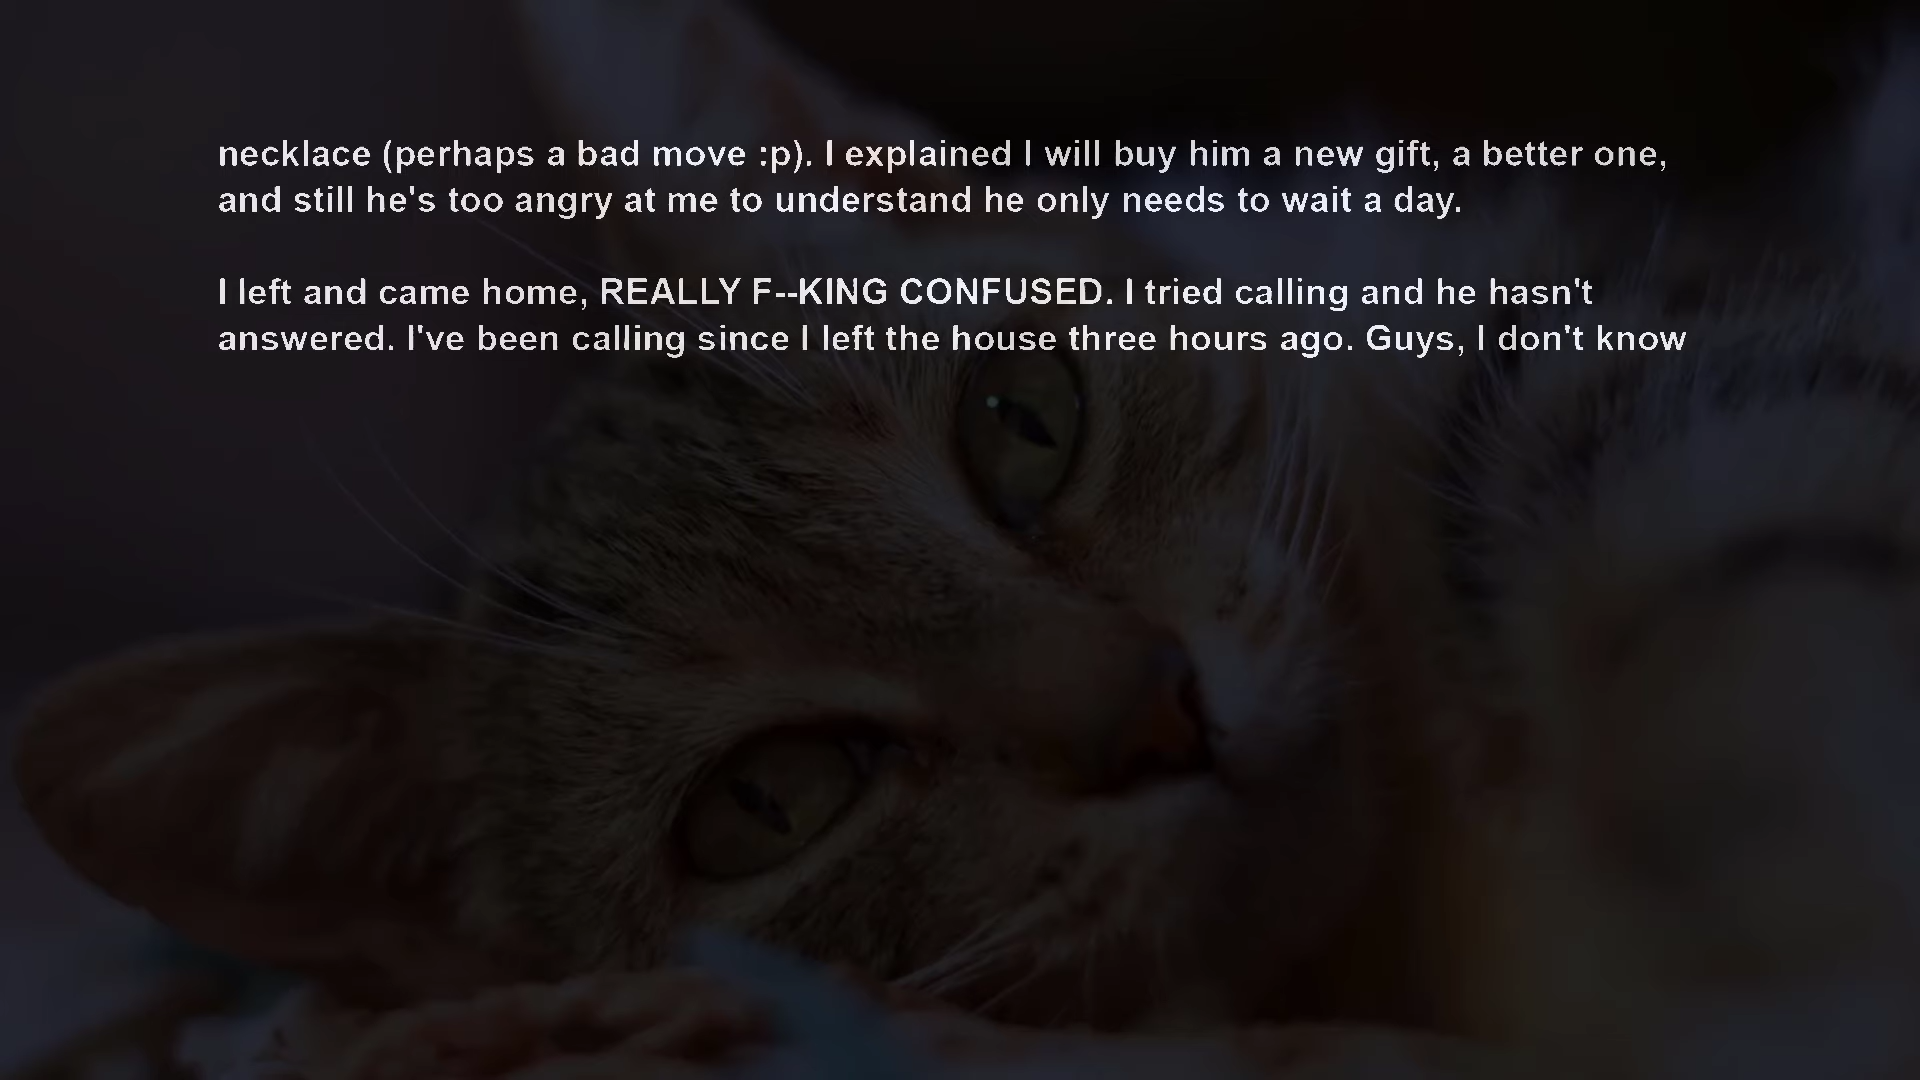 necklace (perhaps a bad move :p). I explained I will buy him a new gift, a better one,
and still he's too angry at me to understand he only needs to wait a day.
I left and came home, REALLY F--KING CONFUSED. I tried calling and he hasn't
answered. I've been calling since I left the house three hours ago. Guys, I don't know